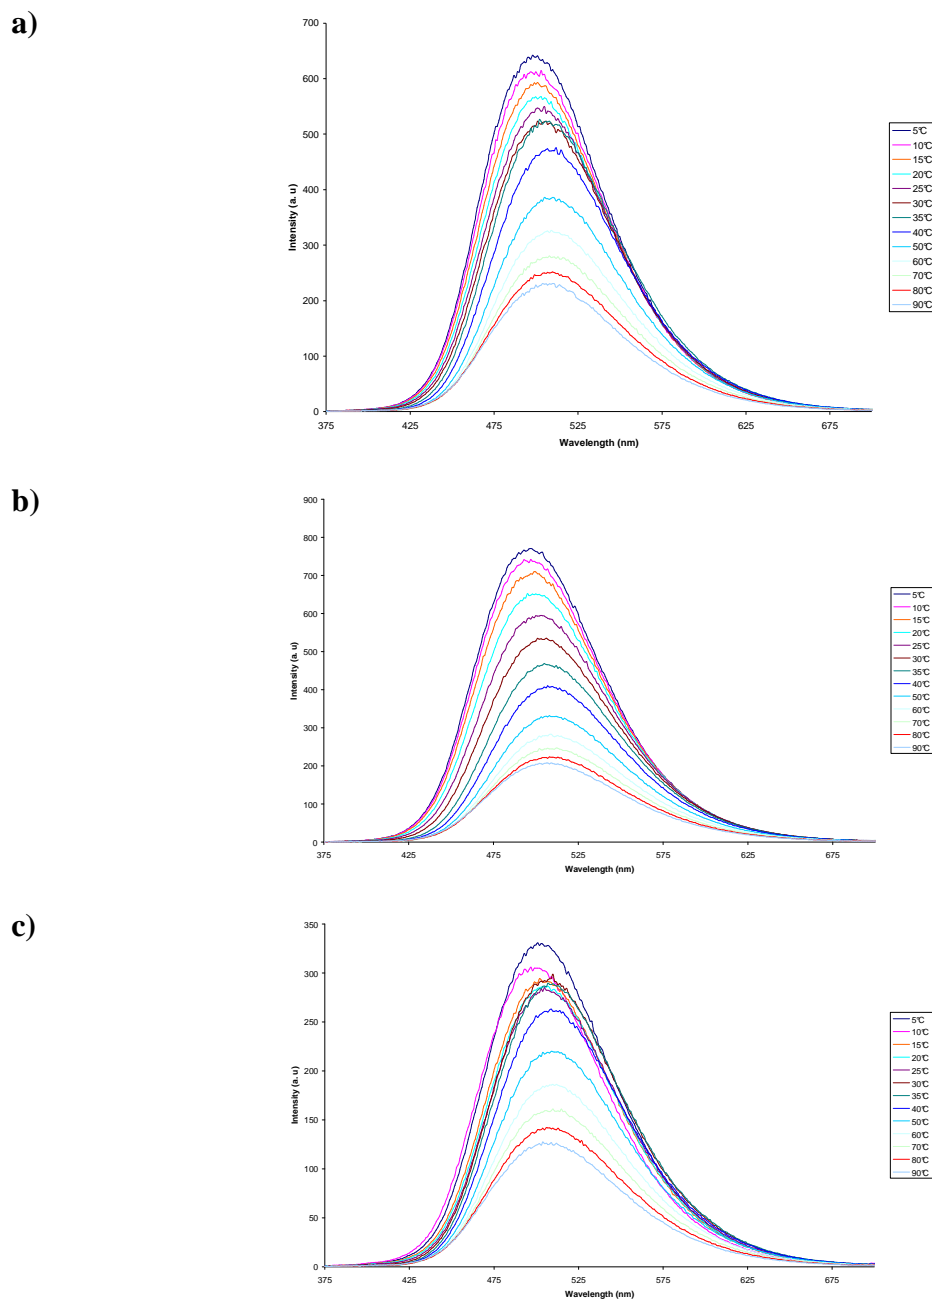 a)
700
600
500
400
300
200
100
0
Intensity (a. u)
375 425 475 525 575 625 675
Wavelength (nm)
5°C
10°C
15°C
20°C
25°C
30°C
35°C
40°C
50°C
60°C
70°C
80°C
90°C
b)
900
800
700
600
500
400
300
200
100
0
Intensity (a. u)
375 425 475 525 575 625 675
Wavelength (nm)
5°C
10°C
15°C
20°C
25°C
30°C
35°C
40°C
50°C
60°C
70°C
80°C
90°C
c)
350
300
250
200
150
100
50
0
Intensity (a. u)
375 425 475 525 575 625 675
Wavelength (nm)
5°C
10°C
15°C
20°C
25°C
30°C
35°C
40°C
50°C
60°C
70°C
80°C
90°C